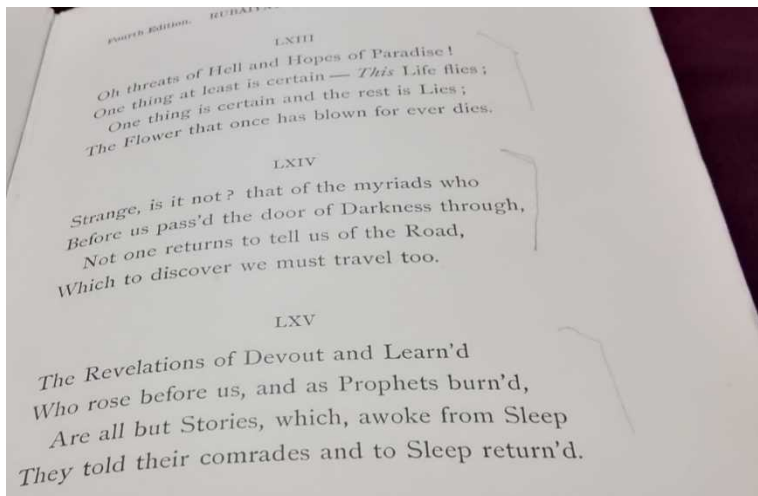 Fourth Edition.
LXIII
Oh threats of Hell and Hopes of Paradise!
One thing at least is certain — This Life flies;
One thing is certain and the rest is Lies;
The Flower that once has blown for ever dies.
LXIV
Strange, is it not? that of the myriads who
Before us pass'd the door of Darkness through,
Not one returns to tell us of the Road,
Which to discover we must travel too.
LXV
The Revelations of Devout and Learn'd
Who rose before us, and as Prophets burn'd,
Are all but Stories, which, awoke from Sleep
They told their comrades and to Sleep return'd.